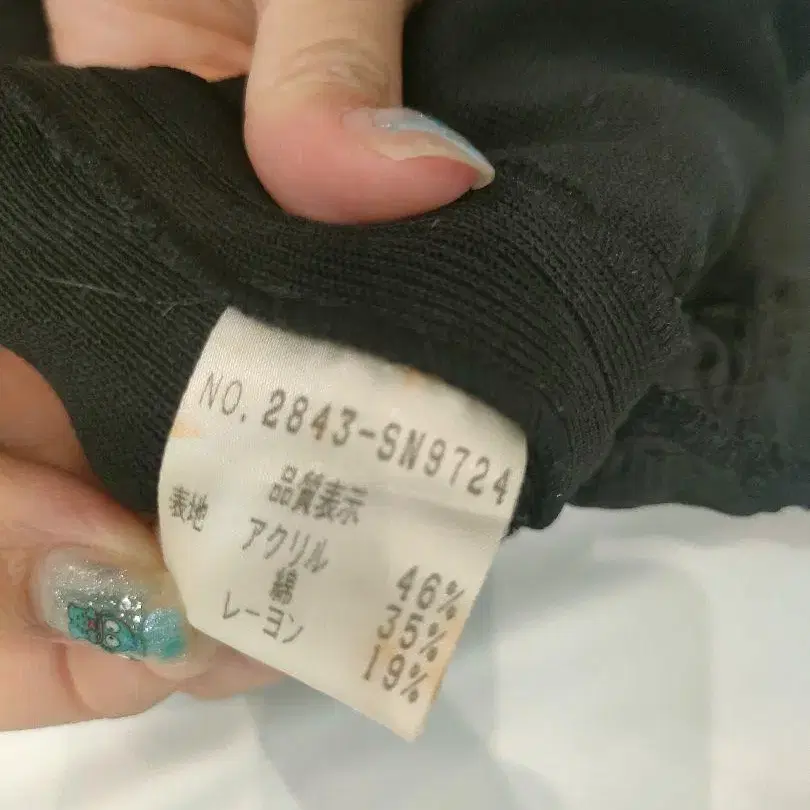 NO. 2843-SN9724
品質表示
表地 アクリル 46%
綿 35%
レーヨン 19%